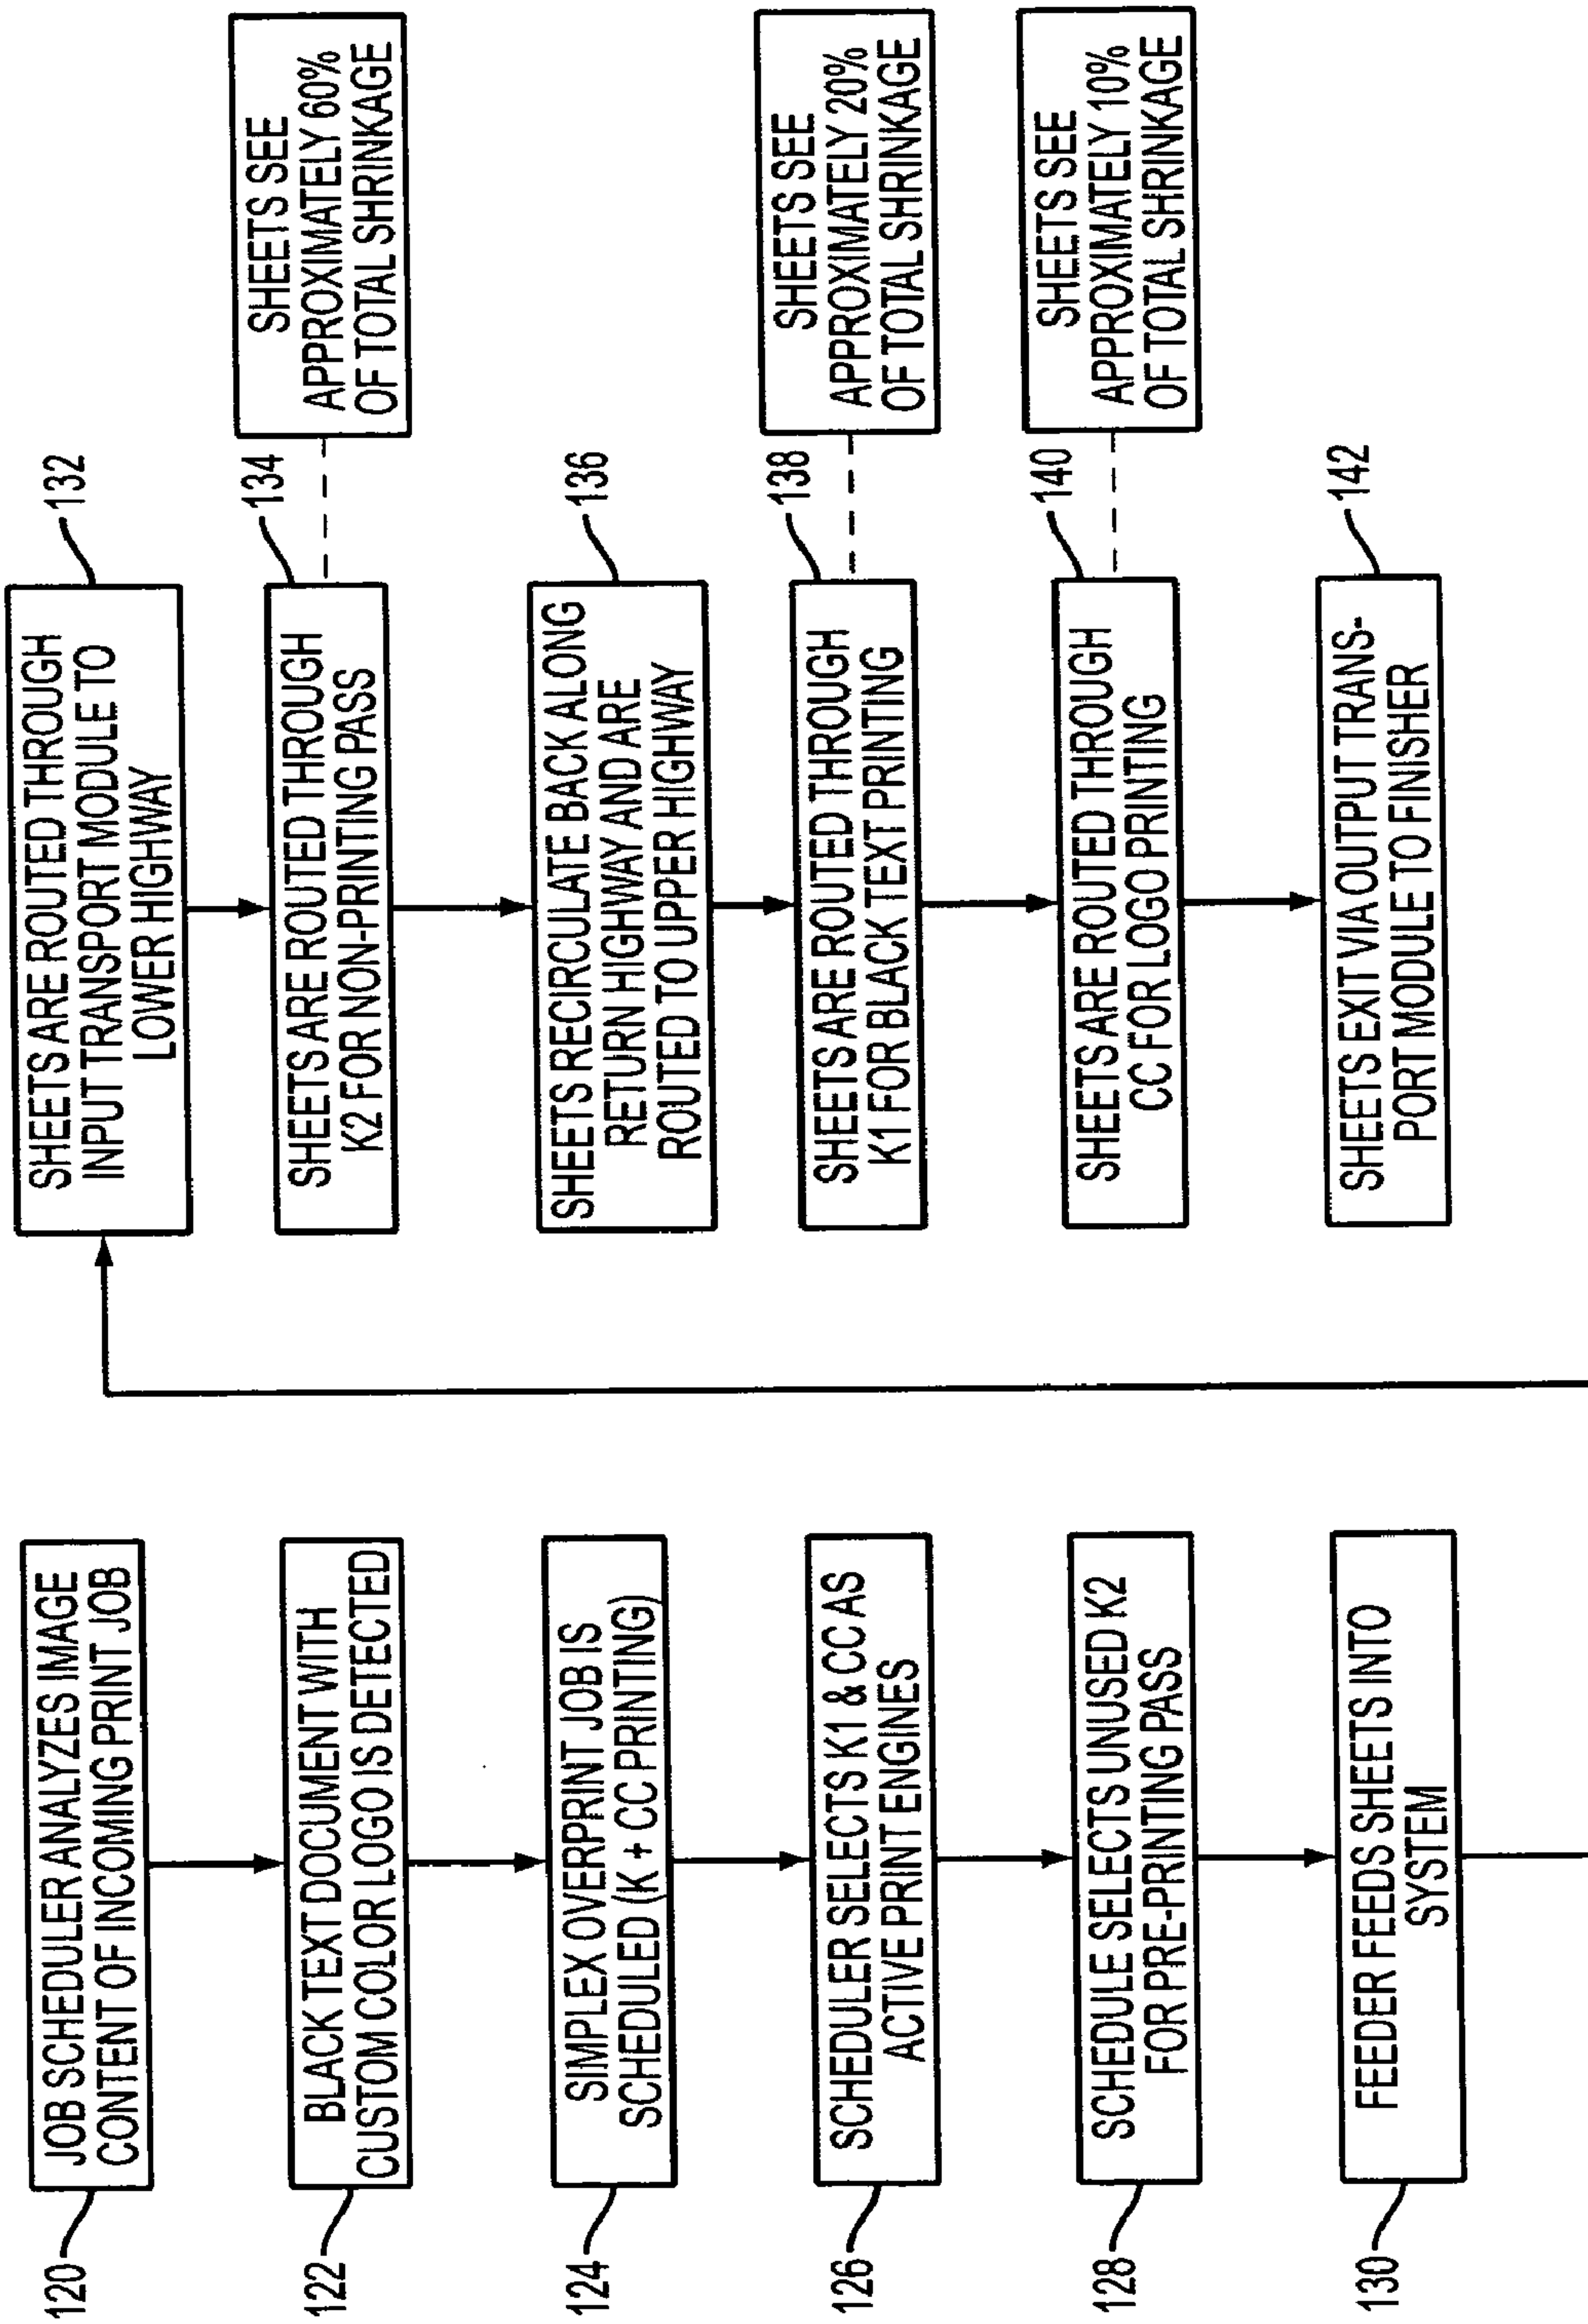 120
JOB SCHEDULER ANALYZES IMAGE
CONTENT OF INCOMING PRINT JOB
122
BLACK TEXT DOCUMENT WITH
CUSTOM COLOR LOGO IS DETECTED
124
SIMPLEX OVERPRINT JOB IS
SCHEDULED (K + CC PRINTING)
126
SCHEDULER SELECTS K1 & CC AS
ACTIVE PRINT ENGINES
128
SCHEDULE SELECTS UNUSED K2
FOR PRE-PRINTING PASS
130
FEEDER FEEDS SHEETS INTO
SYSTEM
132
SHEETS ARE ROUTED THROUGH
INPUT TRANSPORT MODULE TO
LOWER HIGHWAY
134
SHEETS ARE ROUTED THROUGH
K2 FOR NON-PRINTING PASS
SHEETS SEE
APPROXIMATELY 60%
OF TOTAL SHRINKAGE
136
SHEETS RECIRCULATE BACK ALONG
RETURN HIGHWAY AND ARE
ROUTED TO UPPER HIGHWAY
138
SHEETS ARE ROUTED THROUGH
K1 FOR BLACK TEXT PRINTING
SHEETS SEE
APPROXIMATELY 20%
OF TOTAL SHRINKAGE
140
SHEETS ARE ROUTED THROUGH
CC FOR LOGO PRINTING
SHEETS SEE
APPROXIMATELY 10%
OF TOTAL SHRINKAGE
142
SHEETS EXIT VIA OUTPUT TRANS-
PORT MODULE TO FINISHER